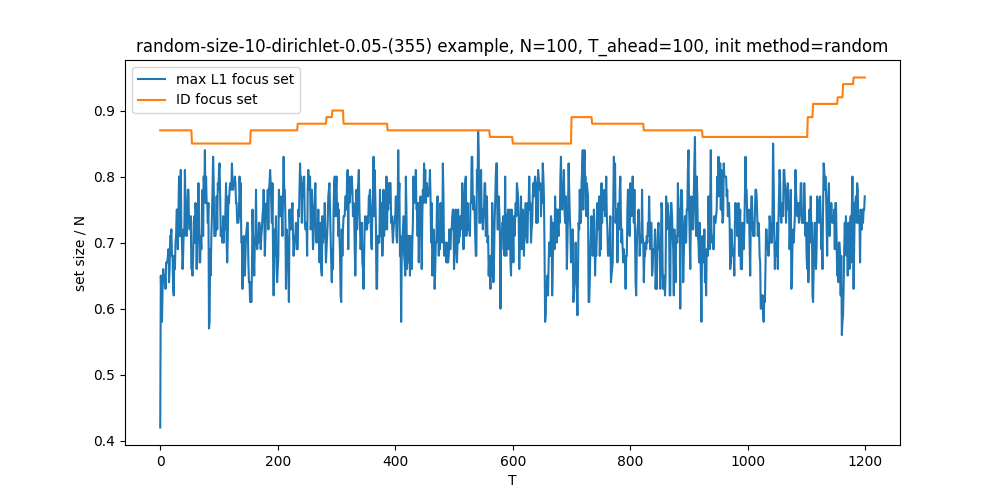 random-size-10-dirichlet-0.05-(355) example, N=100, T_ahead=100, init method=random
max L1 focus set
ID focus set
set size / N
0.9
0.8
0.7
0.6
0.5
0.4
0 200 400 600 800 1000 1200
T